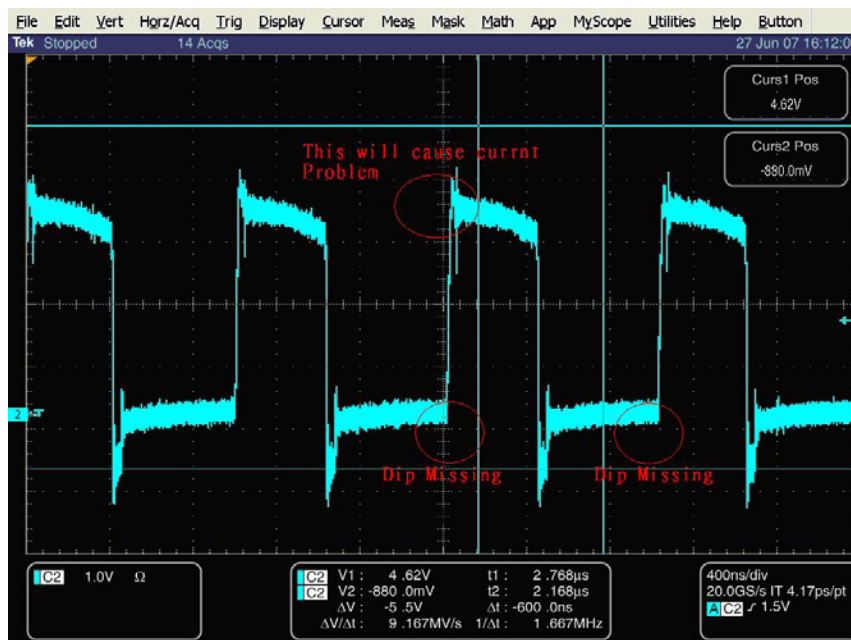 File Edit Vert Horz/Acq Trig Display Cursor Meas Mask Math App MyScope Utilities Help Button
Tek Stopped 14 Acqs 27 Jun 07 16:12:0
Curs1 Pos
4.62V
Curs2 Pos
-880.0mV
This will cause currnt
Problem
2
Dip Missing Dip Missing
C2 1.0V Ω
C2 V1 : 4 .62V t1 : 2 .768µs
C2 V2 : -880 .0mV t2 : 2 .168µs
ΔV : -5 .5V Δt : -600 .0ns
ΔV/Δt : 9 .167MV/s 1/Δt : 1 .667MHz
400ns/div
20.0GS/s IT 4.17ps/pt
A C2 / 1.5V